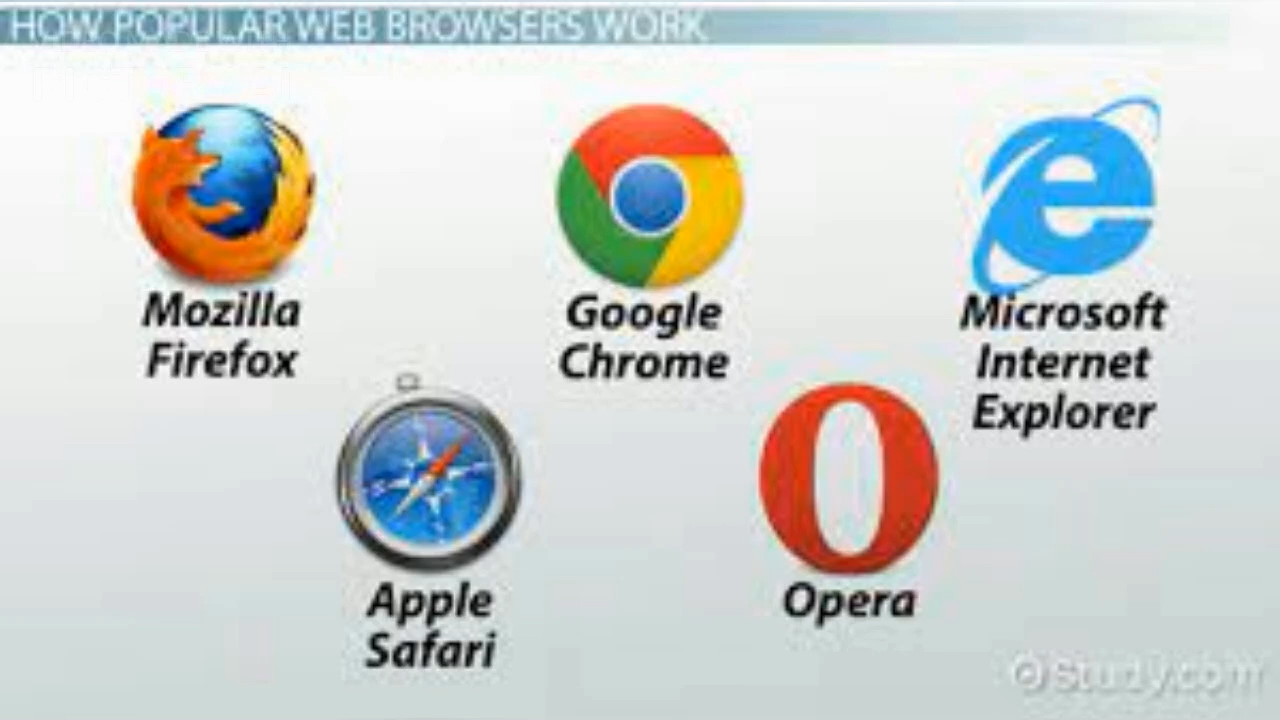 HOW POPULAR WEB BROWSERS WORK
Mozilla
Firefox
Google
Chrome
Microsoft
Internet
Explorer
Apple
Safari
Opera
Study.com